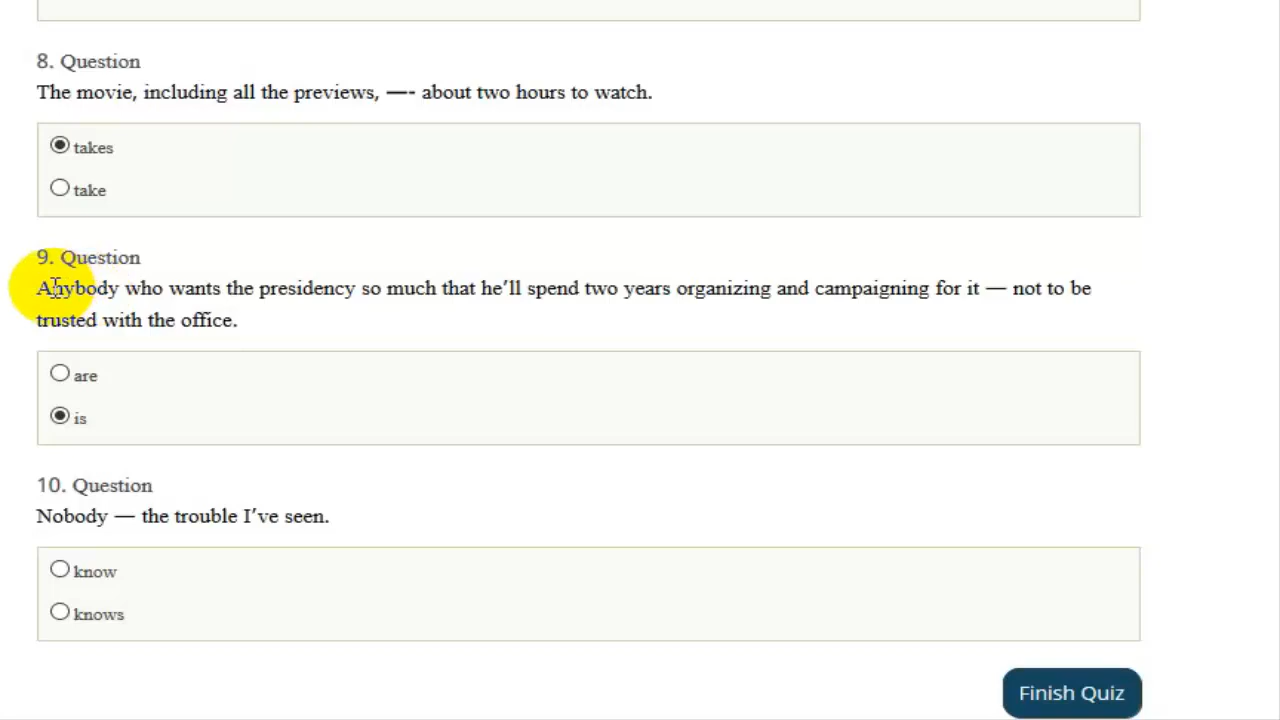 8. Question
The movie, including all the previews, —- about two hours to watch.
takes
take
9. Question
Anybody who wants the presidency so much that he’ll spend two years organizing and campaigning for it — not to be
trusted with the office.
are
is
10. Question
Nobody — the trouble I’ve seen.
know
knows
Finish Quiz